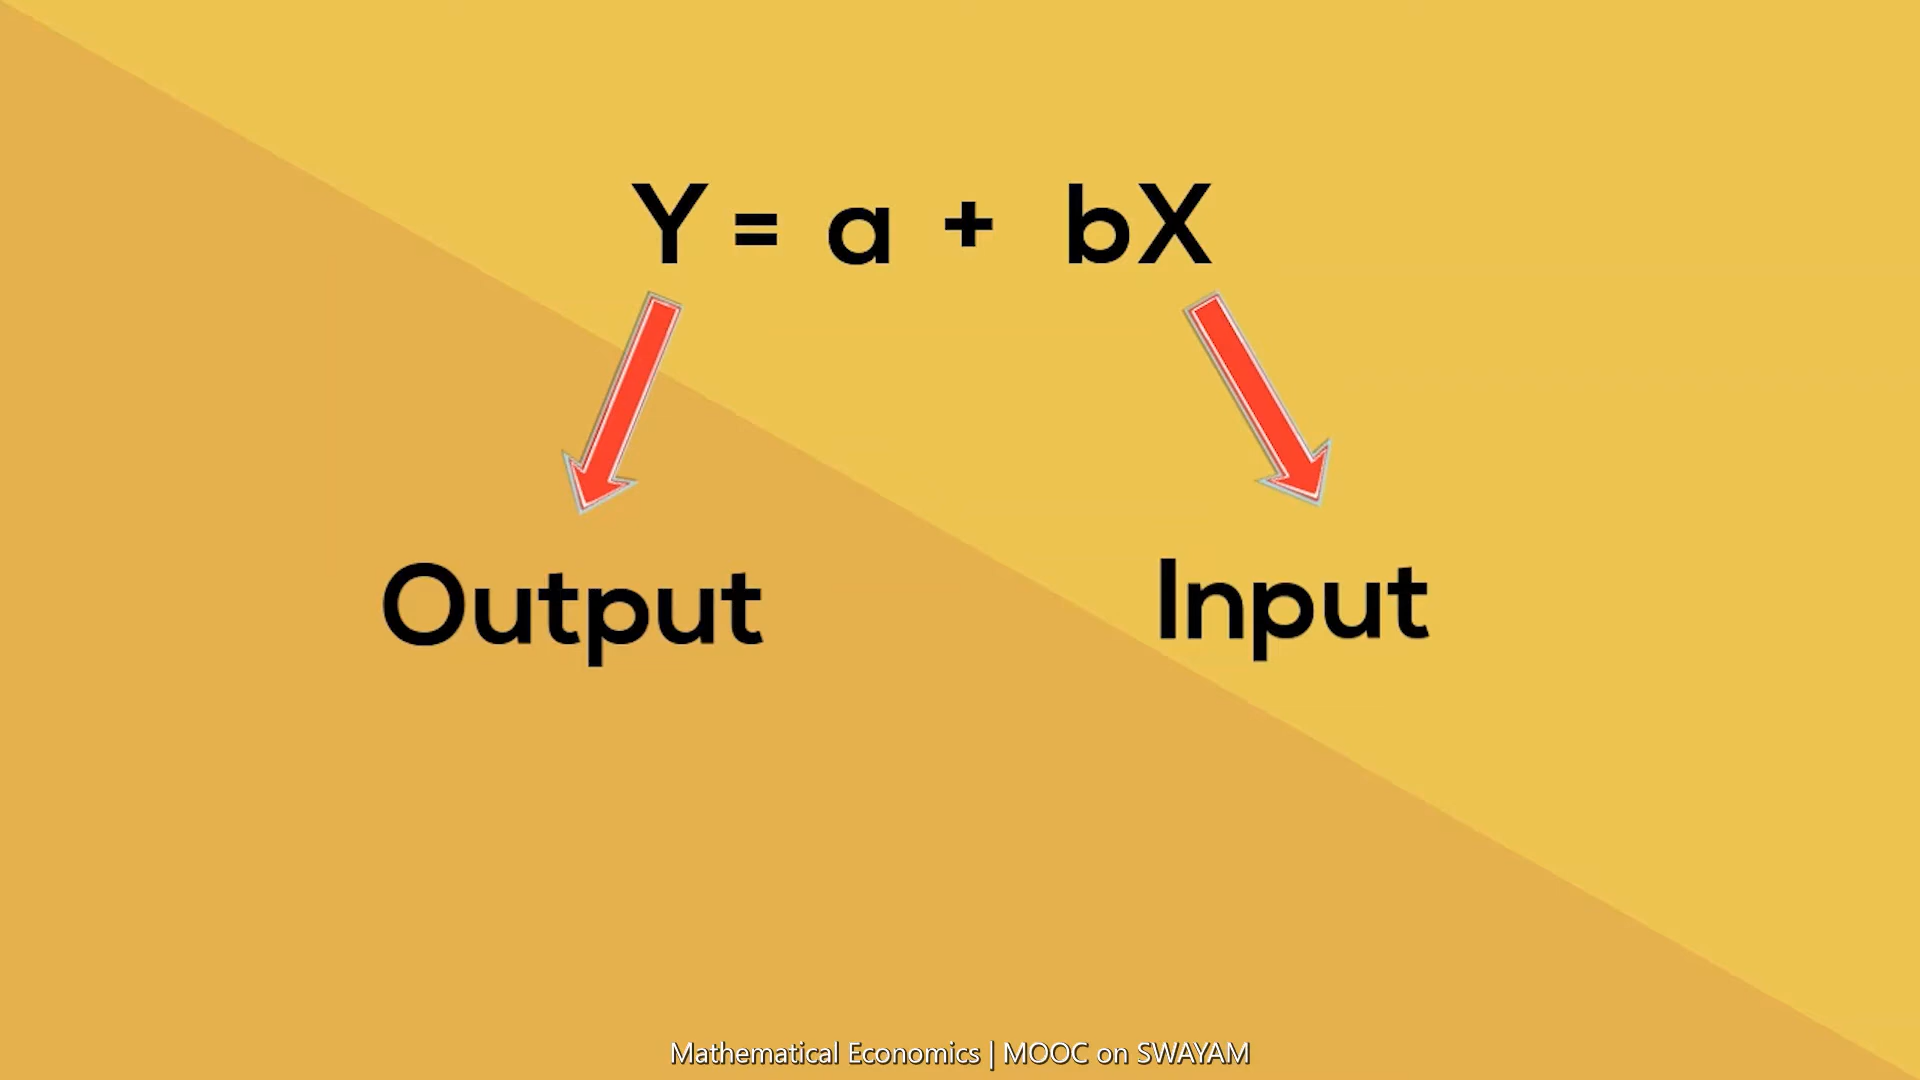 Y = a + bX
Output
Input
Mathematical Economics | MOOC on SWAYAM